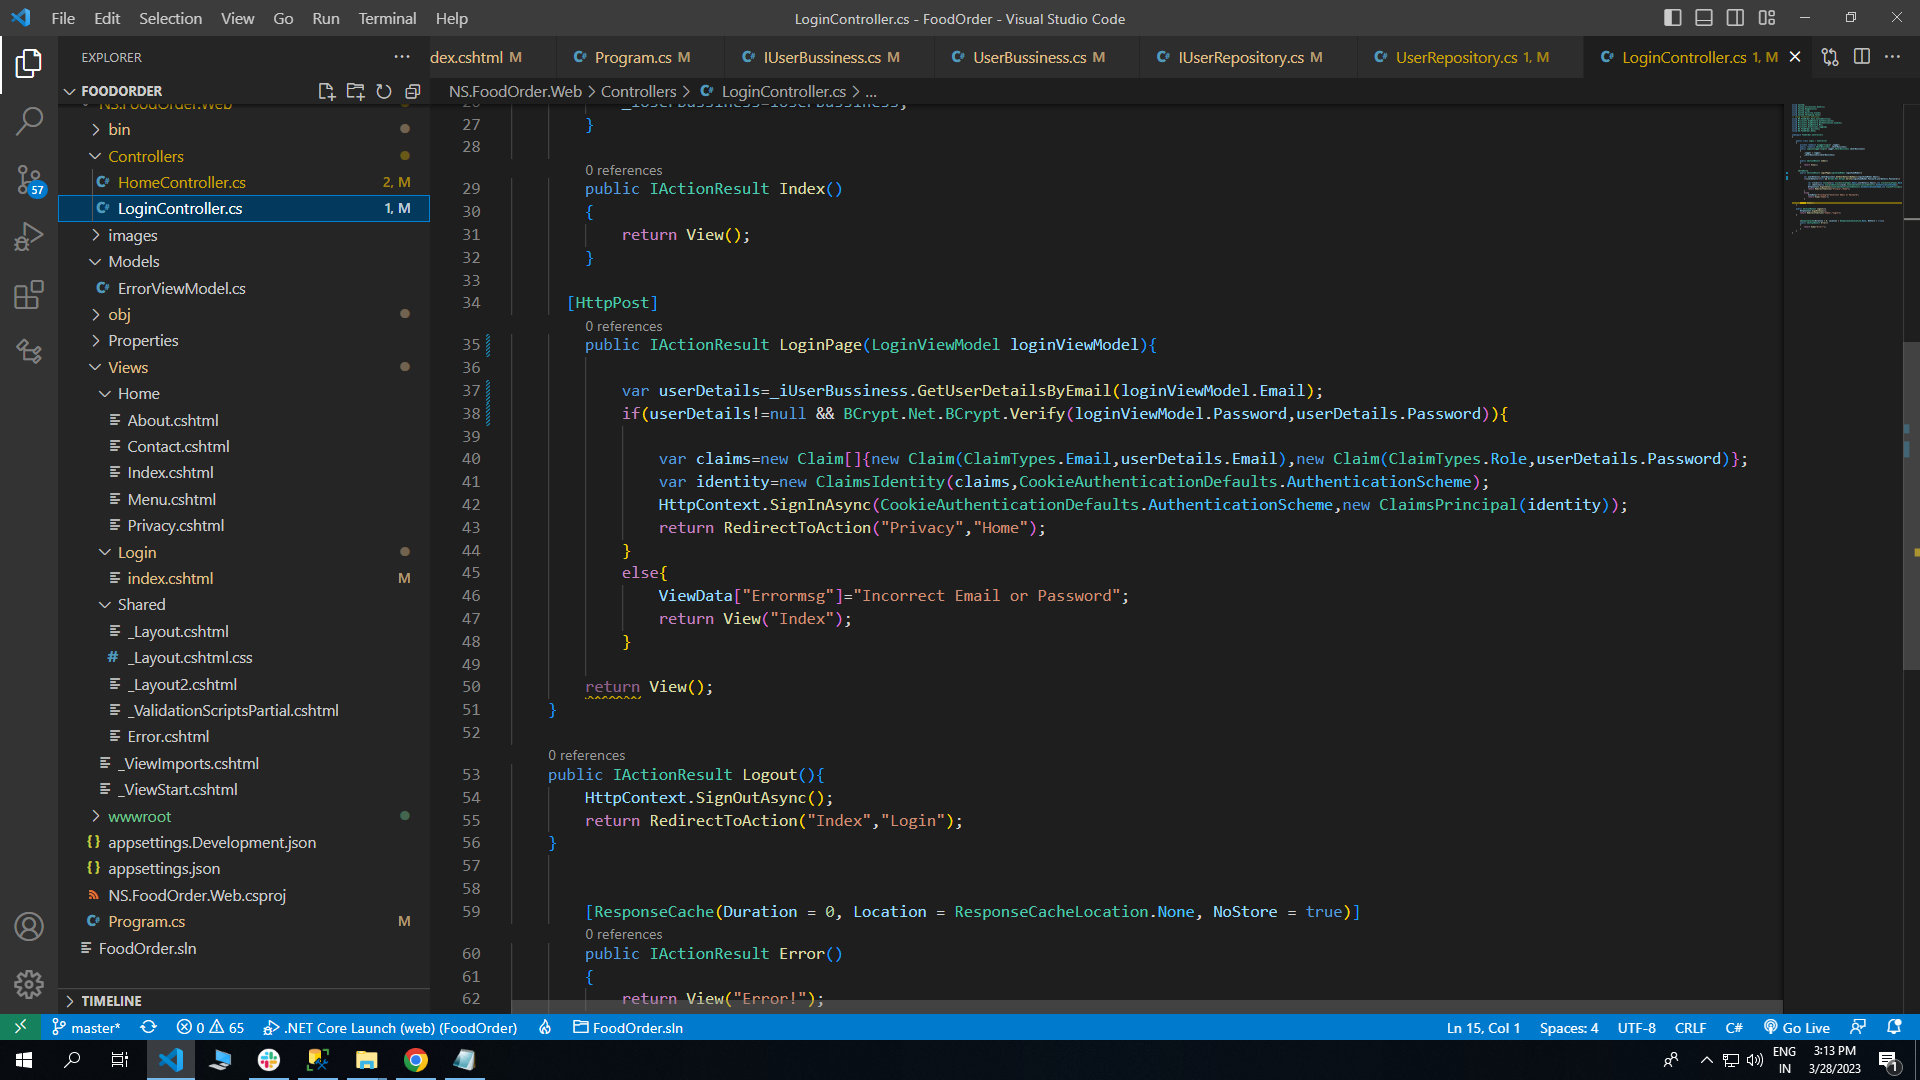 File Edit Selection View Go Run Terminal Help
LoginController.cs - FoodOrder - Visual Studio Code
EXPLORER
dex.cshtml M
C# Program.cs M
C# IUserBussiness.cs M
C# UserBussiness.cs M
C# IUserRepository.cs M
C# UserRepository.cs 1, M
C# LoginController.cs 1, M
FOODORDER
NS.FoodOrder.Web > Controllers > C# LoginController.cs > ...
NS.FoodOrder.Web
bin
Controllers
C# HomeController.cs 2, M
C# LoginController.cs 1, M
images
Models
C# ErrorViewModel.cs
obj
Properties
Views
Home
About.cshtml
Contact.cshtml
Index.cshtml
Menu.cshtml
Privacy.cshtml
Login
index.cshtml M
Shared
_Layout.cshtml
# _Layout.cshtml.css
_Layout2.cshtml
_ValidationScriptsPartial.cshtml
Error.cshtml
_ViewImports.cshtml
_ViewStart.cshtml
wwwroot
{} appsettings.Development.json
{} appsettings.json
NS.FoodOrder.Web.csproj
C# Program.cs M
FoodOrder.sln
TIMELINE
26 _iUserBussiness=iUserBussiness;
27 }
28
0 references
29 public IActionResult Index()
30 {
31 return View();
32 }
33
34 [HttpPost]
0 references
35 public IActionResult LoginPage(LoginViewModel loginViewModel){
36
37 var userDetails=_iUserBussiness.GetUserDetailsByEmail(loginViewModel.Email);
38 if(userDetails!=null && BCrypt.Net.BCrypt.Verify(loginViewModel.Password,userDetails.Password)){
39
40 var claims=new Claim[]{new Claim(ClaimTypes.Email,userDetails.Email),new Claim(ClaimTypes.Role,userDetails.Password)};
41 var identity=new ClaimsIdentity(claims,CookieAuthenticationDefaults.AuthenticationScheme);
42 HttpContext.SignInAsync(CookieAuthenticationDefaults.AuthenticationScheme,new ClaimsPrincipal(identity));
43 return RedirectToAction("Privacy","Home");
44 }
45 else{
46 ViewData["Errormsg"]="Incorrect Email or Password";
47 return View("Index");
48 }
49
50 return View();
51 }
52
0 references
53 public IActionResult Logout(){
54 HttpContext.SignOutAsync();
55 return RedirectToAction("Index","Login");
56 }
57
58
59 [ResponseCache(Duration = 0, Location = ResponseCacheLocation.None, NoStore = true)]
0 references
60 public IActionResult Error()
61 {
62 return View("Error!");
57
master* 0 65 .NET Core Launch (web) (FoodOrder) FoodOrder.sln
Ln 15, Col 1 Spaces: 4 UTF-8 CRLF C# Go Live
ENG
IN
3:13 PM
3/28/2023
1